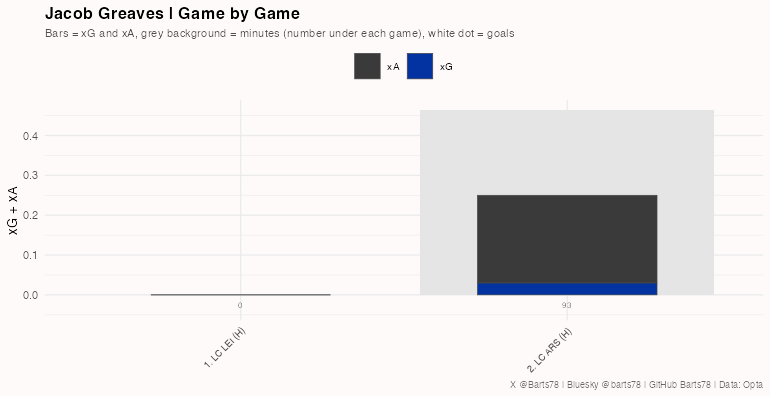 Jacob Greaves | Game by Game
Bars = xG and xA, grey background = minutes (number under each game), white dot = goals
xA xG
xG + xA
0.4
0.3
0.2
0.1
0.0
0 93
1. LC LEI (H) 2. LC ARS (H)
X @Barts78 | Bluesky @barts78 | GitHub Barts78 | Data: Opta